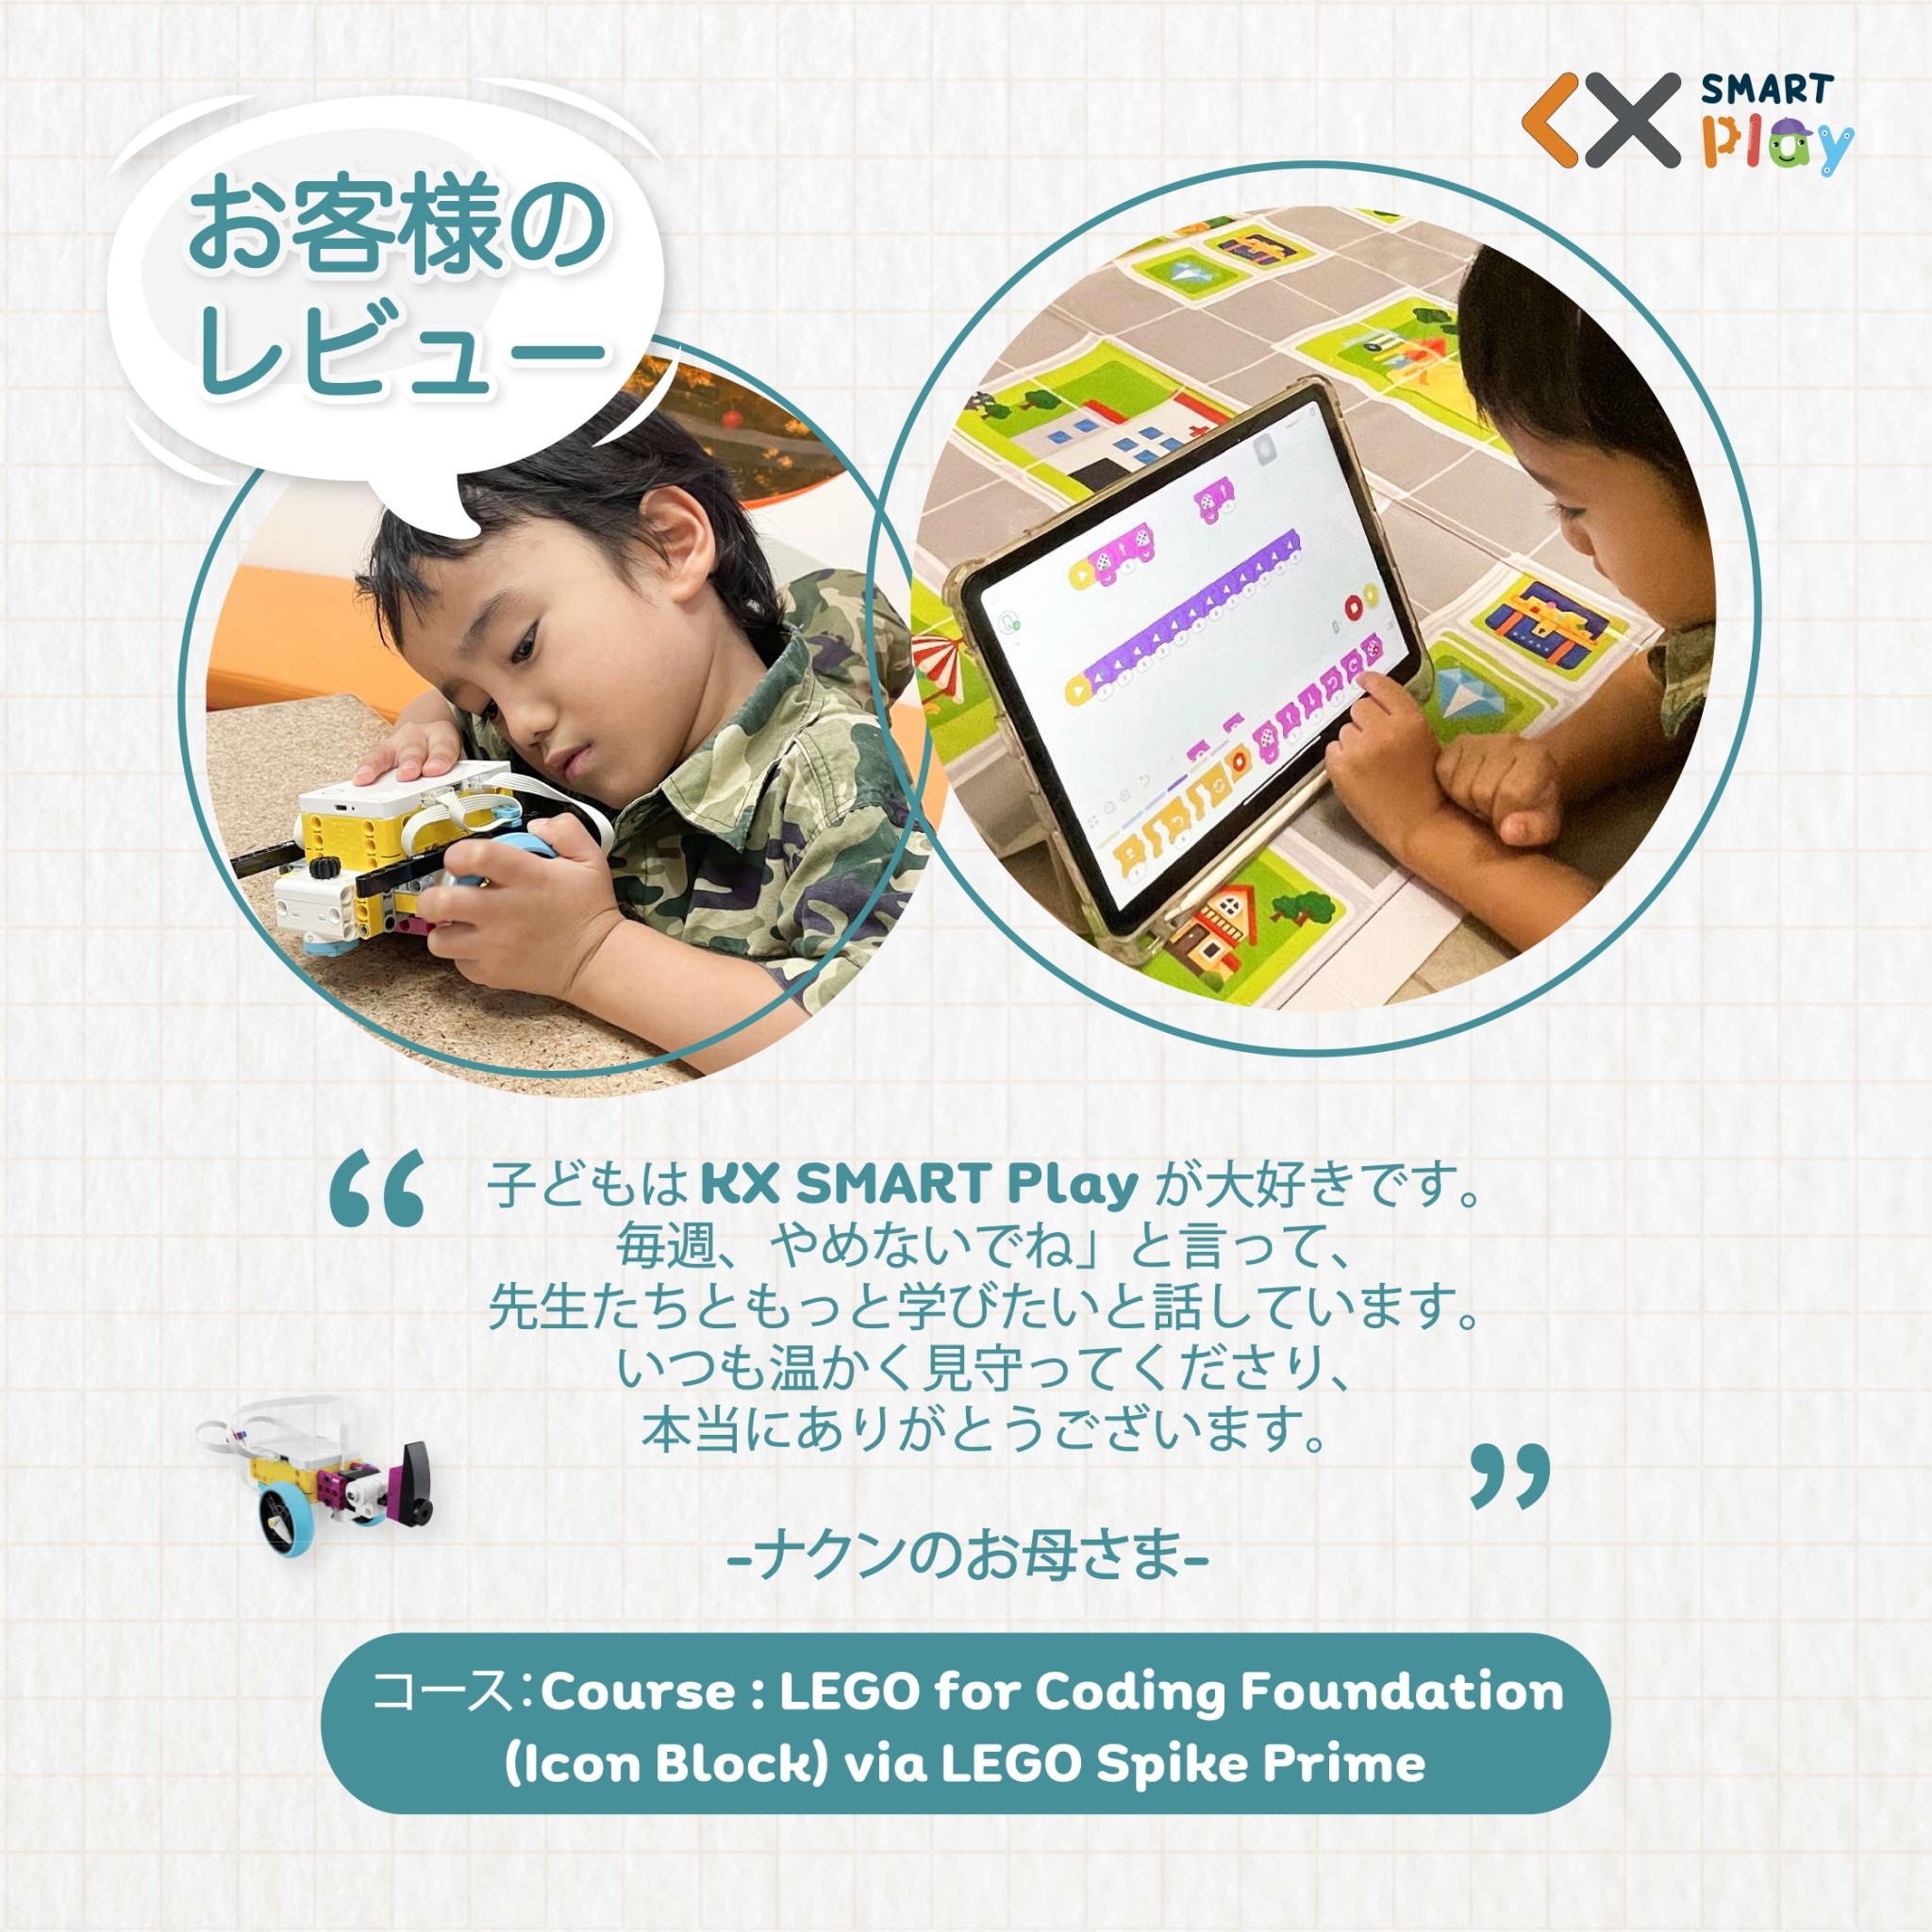 SMART
Play
お客様の
レビュー
子どもは KX SMART Play が大好きです。
毎週、やめないでね」と言って、
先生たちともっと学びたいと話しています。
いつも温かく見守ってくださり、
本当にありがとうございます。
-ナクンのお母さま-
コース：Course : LEGO for Coding Foundation
(Icon Block) via LEGO Spike Prime